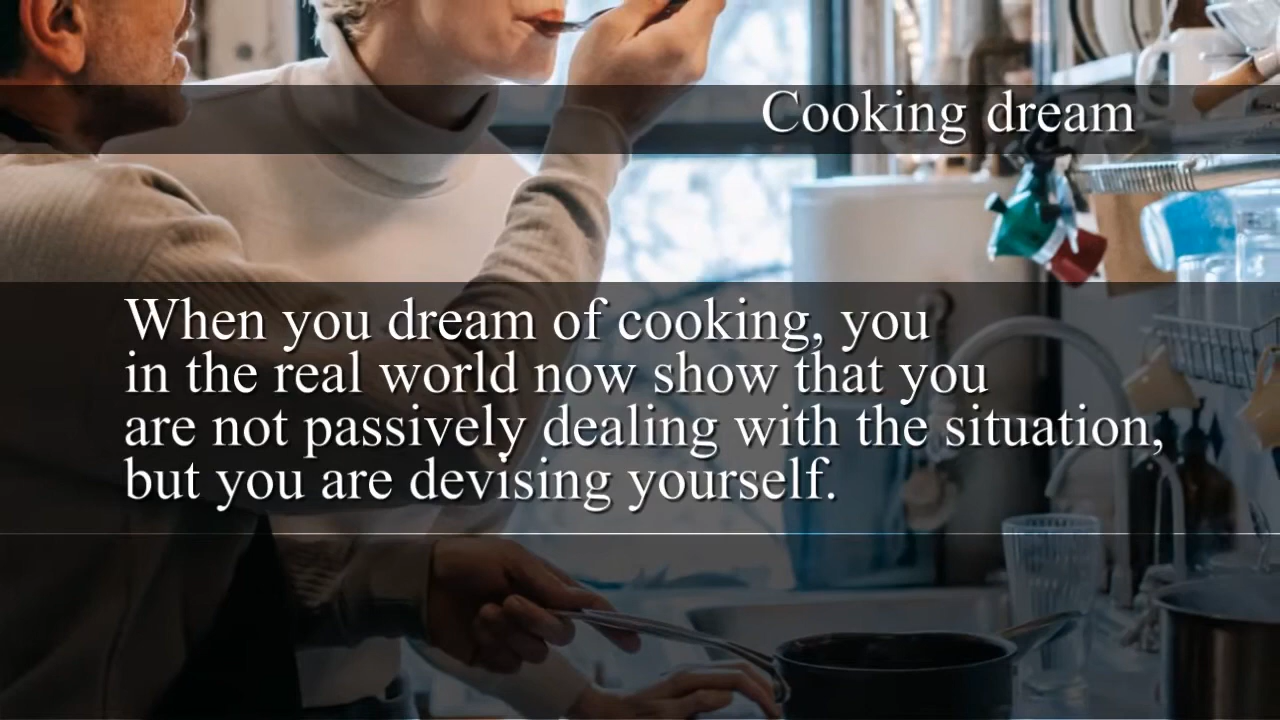 Cooking dream
When you dream of cooking, you
in the real world now show that you
are not passively dealing with the situation,
but you are devising yourself.